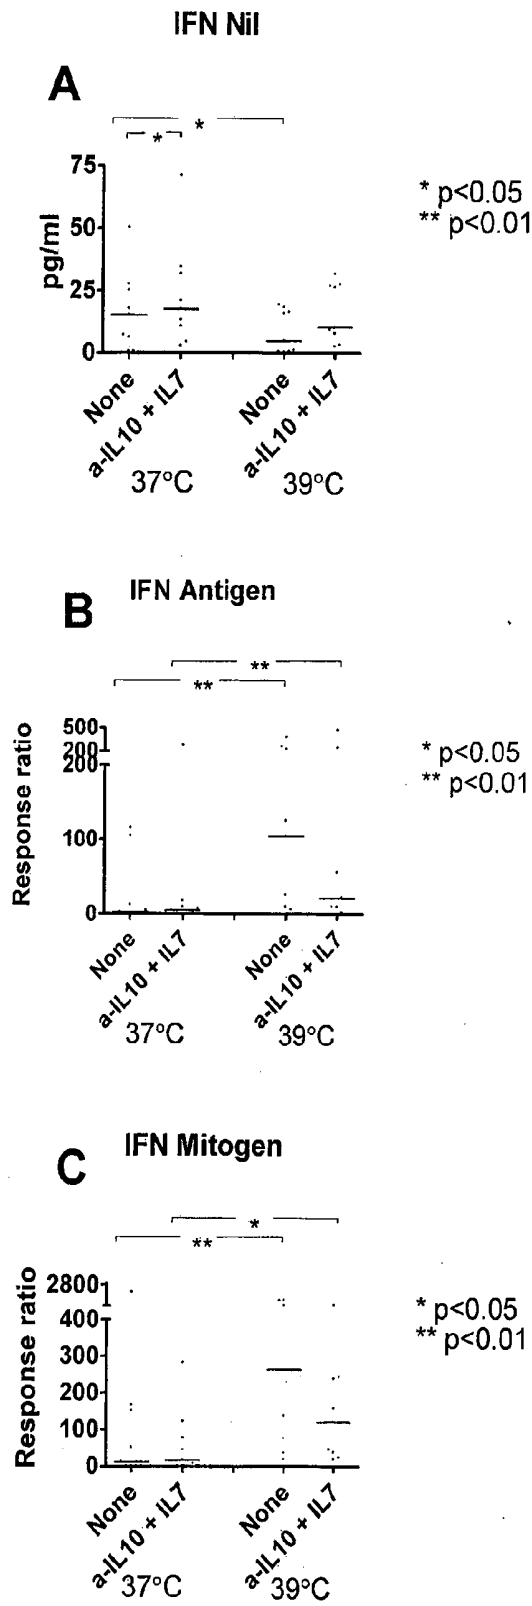 IFN Nil
A
*
*
75
50
25
0
pg/ml
* p<0.05
** p<0.01
None
a-IL10 + IL7
None
a-IL10 + IL7
37°C
39°C
IFN Antigen
B
**
**
500
200
200
100
0
Response ratio
* p<0.05
** p<0.01
None
a-IL10 + IL7
None
a-IL10 + IL7
37°C
39°C
IFN Mitogen
C
*
**
2800
400
300
200
100
0
Response ratio
* p<0.05
** p<0.01
None
a-IL10 + IL7
None
a-IL10 + IL7
37°C
39°C